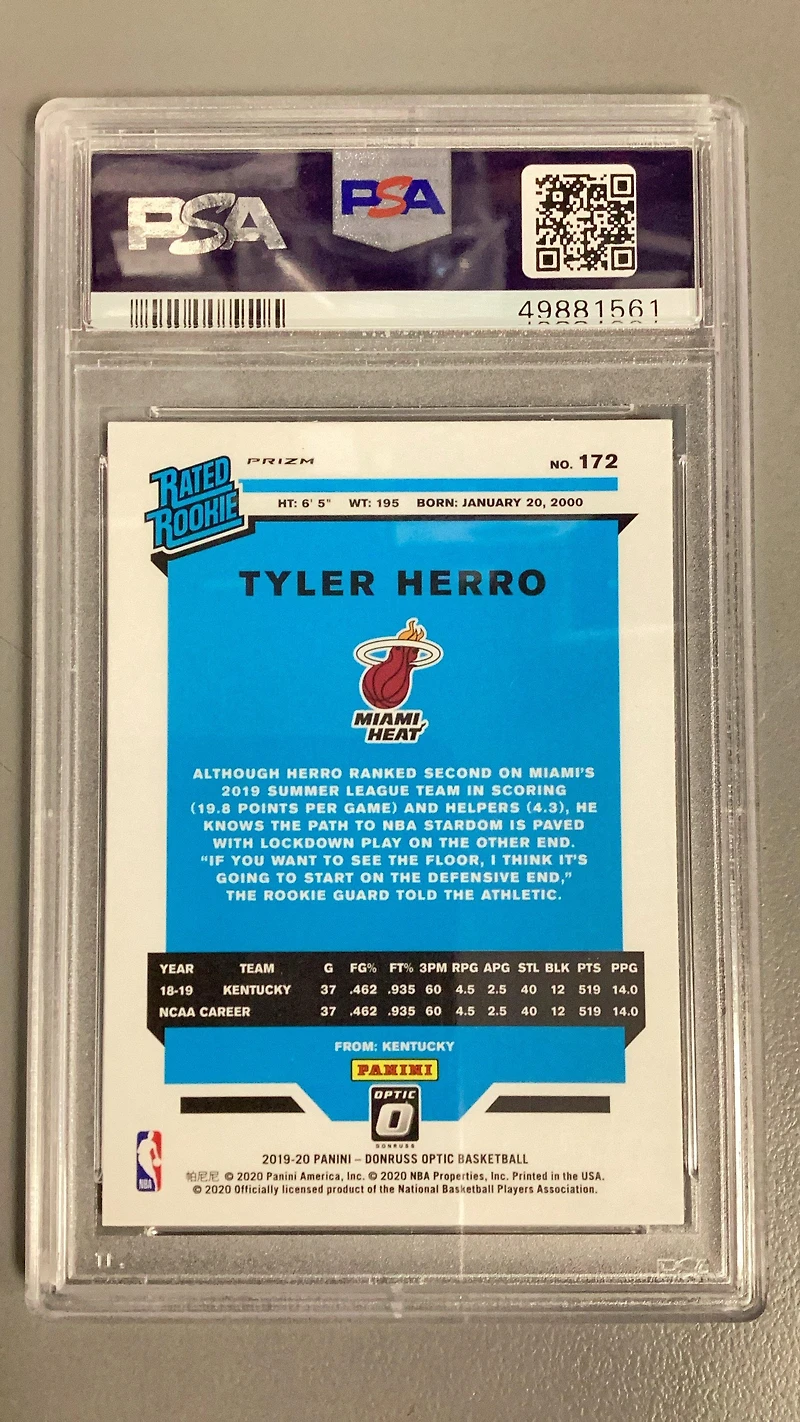 PSA
PSA
49881561
RATED
ROOKIE
PRIZM
NO. 172
HT: 6' 5" WT: 195 BORN: JANUARY 20, 2000
TYLER HERRO
MIAMI
HEAT
ALTHOUGH HERRO RANKED SECOND ON MIAMI'S
2019 SUMMER LEAGUE TEAM IN SCORING
(19.8 POINTS PER GAME) AND HELPERS (4.3), HE
KNOWS THE PATH TO NBA STARDOM IS PAVED
WITH LOCKDOWN PLAY ON THE OTHER END.
"IF YOU WANT TO SEE THE FLOOR, I THINK IT'S
GOING TO START ON THE DEFENSIVE END,"
THE ROOKIE GUARD TOLD THE ATHLETIC.
YEAR TEAM G FG% FT% 3PM RPG APG STL BLK PTS PPG
18-19 KENTUCKY 37 .462 .935 60 4.5 2.5 40 12 519 14.0
NCAA CAREER 37 .462 .935 60 4.5 2.5 40 12 519 14.0
FROM: KENTUCKY
PANINI
OPTIC
O
DONRUSS
2019-20 PANINI – DONRUSS OPTIC BASKETBALL
NBA
帕尼尼 © 2020 Panini America, Inc. © 2020 NBA Properties, Inc. Printed in the USA.
© 2020 Officially licensed product of the National Basketball Players Association.
PSA